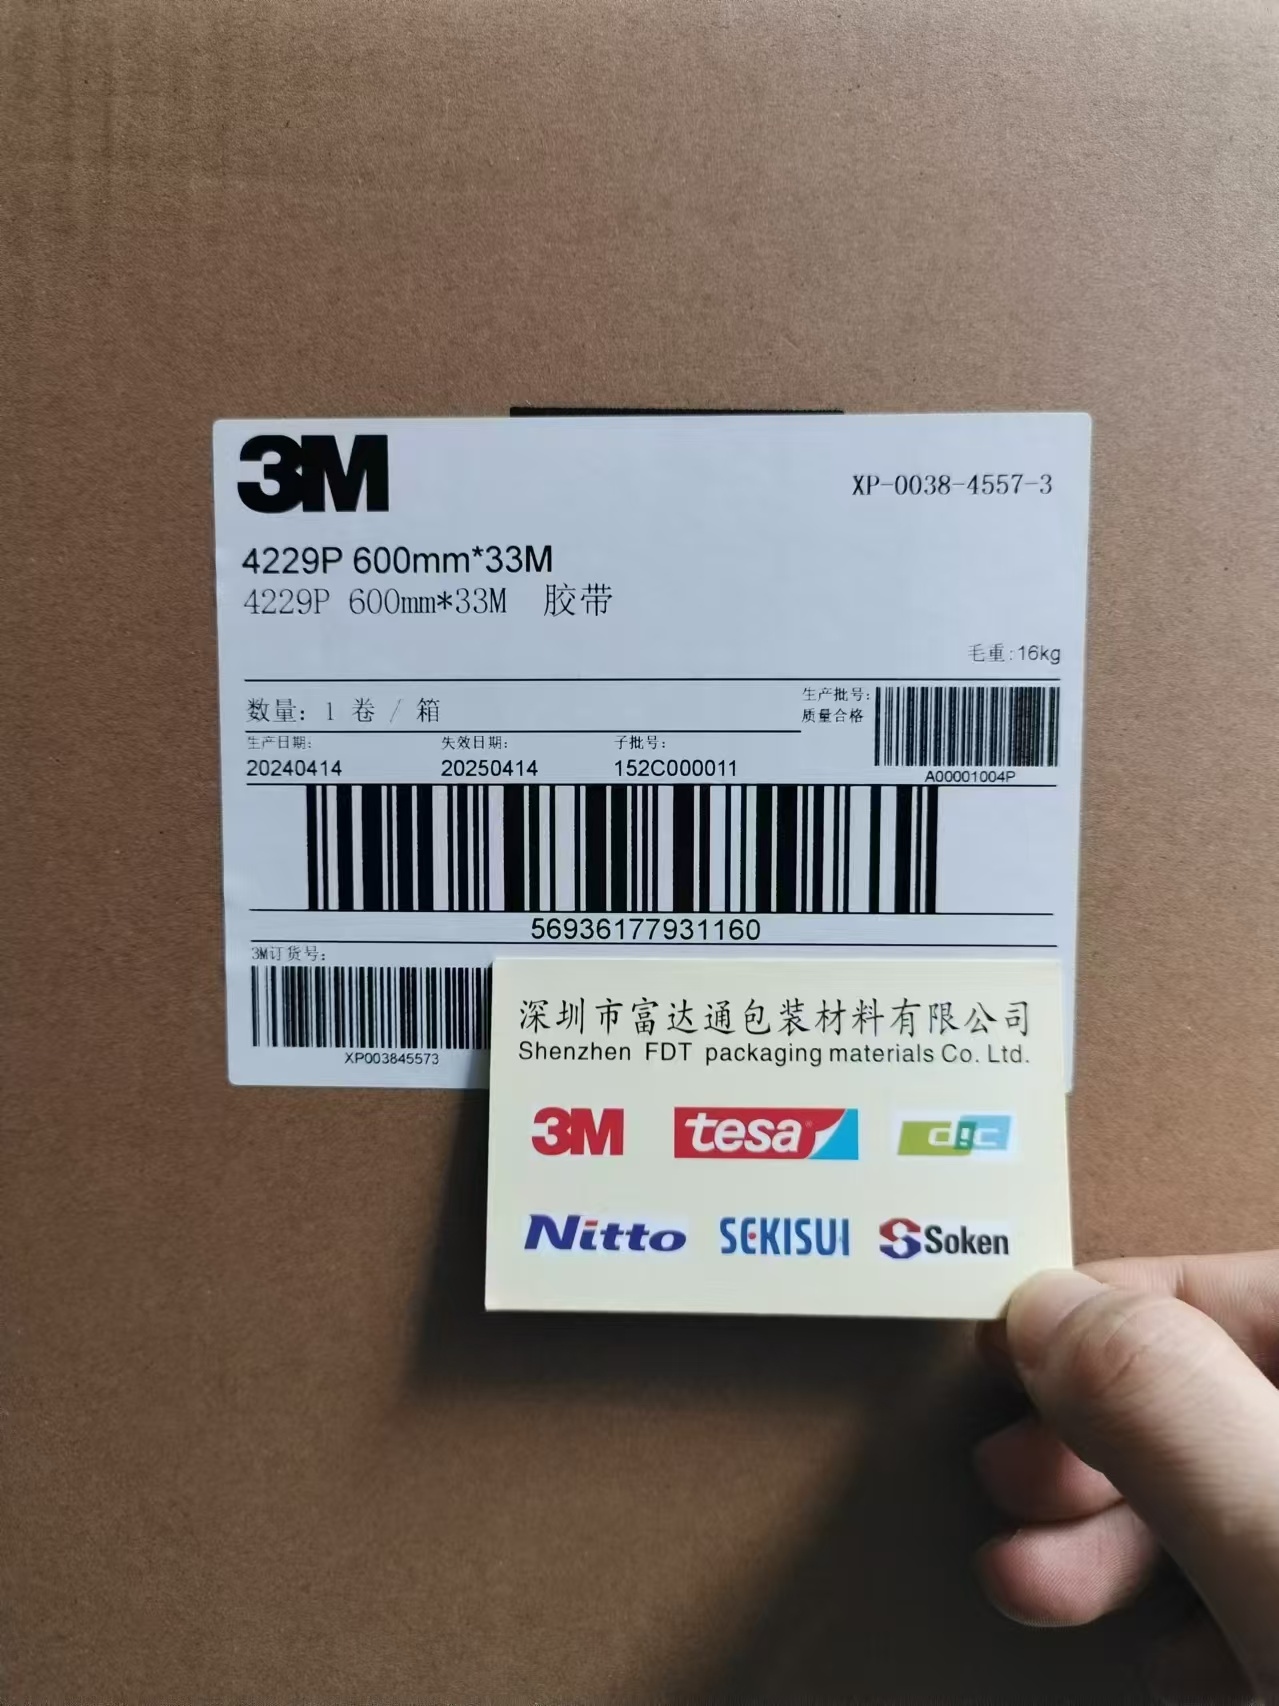 3M
XP-0038-4557-3
4229P 600mm*33M
4229P 600mm*33M 胶带
毛重:16kg
数量: 1 卷 / 箱
生产批号:
质量合格
A00001004P
生产日期: 失效日期: 子批号:
20240414 20250414 152C000011
56936177931160
3M订货号:
XP003845573
深圳市富达通包装材料有限公司
Shenzhen FDT packaging materials Co. Ltd.
3M tesa dic
Nitto SEKISUI Soken